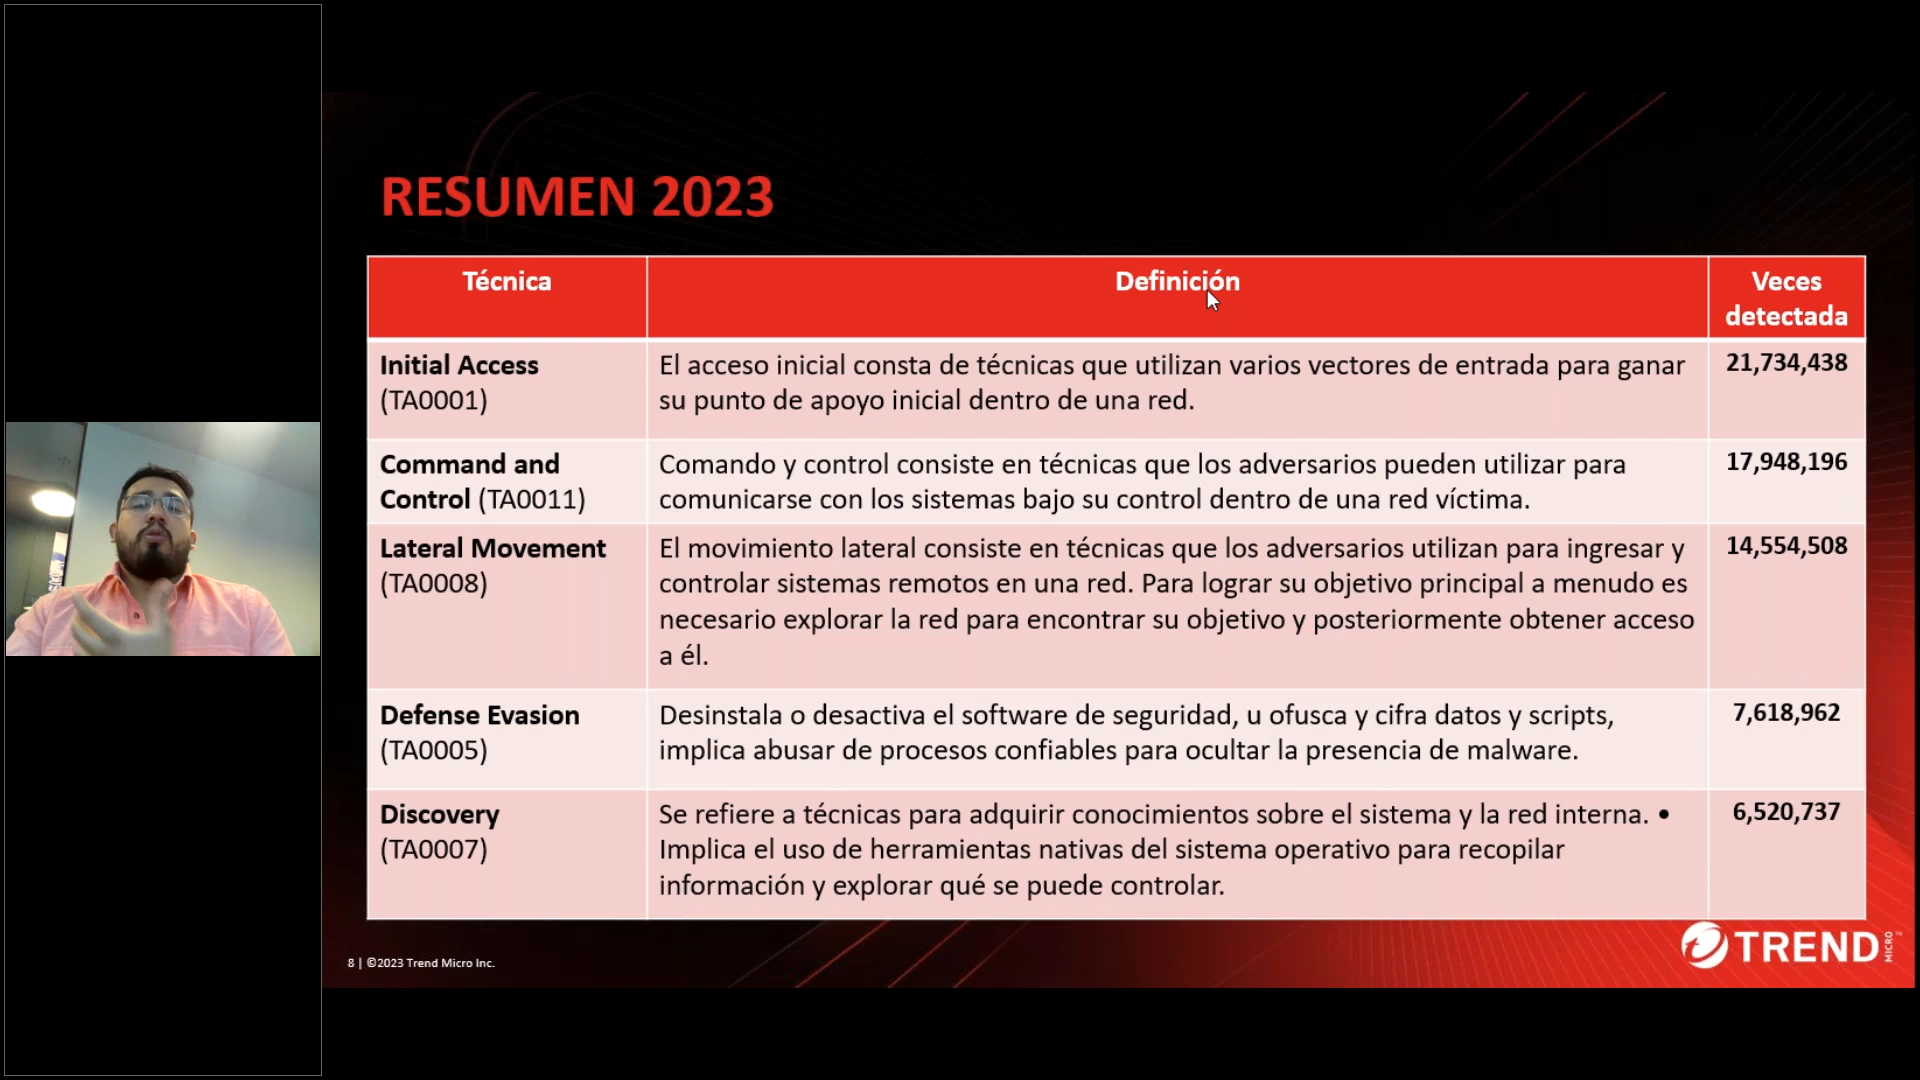 RESUMEN 2023
Técnica
Definición
Veces
detectada
Initial Access
(TA0001)
El acceso inicial consta de técnicas que utilizan varios vectores de entrada para ganar
su punto de apoyo inicial dentro de una red.
21,734,438
Command and
Control (TA0011)
Comando y control consiste en técnicas que los adversarios pueden utilizar para
comunicarse con los sistemas bajo su control dentro de una red víctima.
17,948,196
Lateral Movement
(TA0008)
El movimiento lateral consiste en técnicas que los adversarios utilizan para ingresar y
controlar sistemas remotos en una red. Para lograr su objetivo principal a menudo es
necesario explorar la red para encontrar su objetivo y posteriormente obtener acceso
a él.
14,554,508
Defense Evasion
(TA0005)
Desinstala o desactiva el software de seguridad, u ofusca y cifra datos y scripts,
implica abusar de procesos confiables para ocultar la presencia de malware.
7,618,962
Discovery
(TA0007)
Se refiere a técnicas para adquirir conocimientos sobre el sistema y la red interna. •
Implica el uso de herramientas nativas del sistema operativo para recopilar
información y explorar qué se puede controlar.
6,520,737
8 | ©2023 Trend Micro Inc.
TREND MICRO™